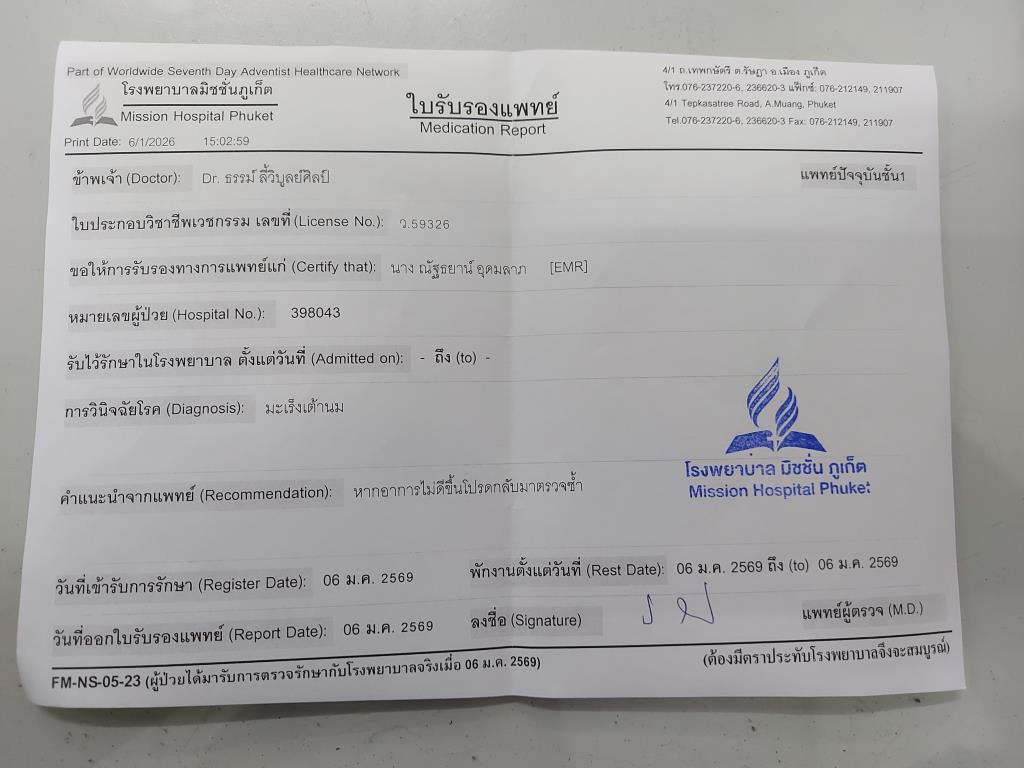 Part of Worldwide Seventh Day Adventist Healthcare Network
โรงพยาบาลมิชชั่นภูเก็ต
Mission Hospital Phuket
Print Date: 6/1/2026 15:02:59
ใบรับรองแพทย์
Medication Report
4/1 ถ.เทพกษัตรี ต.รัษฎา อ.เมือง ภูเก็ต
โทร.076-237220-6, 236620-3 แฟ๊กซ์: 076-212149, 211907
4/1 Tepkasatree Road, A.Muang, Phuket
Tel.076-237220-6, 236620-3 Fax: 076-212149, 211907
ข้าพเจ้า (Doctor): Dr. ธรรม์ ลี้วิบูลย์ศิลป์ แพทย์ปัจจุบันชั้น1
ใบประกอบวิชาชีพเวชกรรม เลขที่ (License No.): ว.59326
ขอให้การรับรองทางการแพทย์แก่ (Certify that): นาง ณัฐธยาน์ อุดมลาภ [EMR]
หมายเลขผู้ป่วย (Hospital No.): 398043
รับไว้รักษาในโรงพยาบาล ตั้งแต่วันที่ (Admitted on): - ถึง (to) -
การวินิจฉัยโรค (Diagnosis): มะเร็งเต้านม
โรงพยาบาล มิชชั่น ภูเก็ต
Mission Hospital Phuket
คำแนะนำจากแพทย์ (Recommendation): หากอาการไม่ดีขึ้นโปรดกลับมาตรวจซ้ำ
วันที่เข้ารับการรักษา (Register Date): 06 ม.ค. 2569 พักงานตั้งแต่วันที่ (Rest Date): 06 ม.ค. 2569 ถึง (to) 06 ม.ค. 2569
วันที่ออกใบรับรองแพทย์ (Report Date): 06 ม.ค. 2569 ลงชื่อ (Signature) แพทย์ผู้ตรวจ (M.D.)
FM-NS-05-23 (ผู้ป่วยได้มารับการตรวจรักษากับโรงพยาบาลจริงเมื่อ 06 ม.ค. 2569) (ต้องมีตราประทับโรงพยาบาลจึงจะสมบูรณ์)